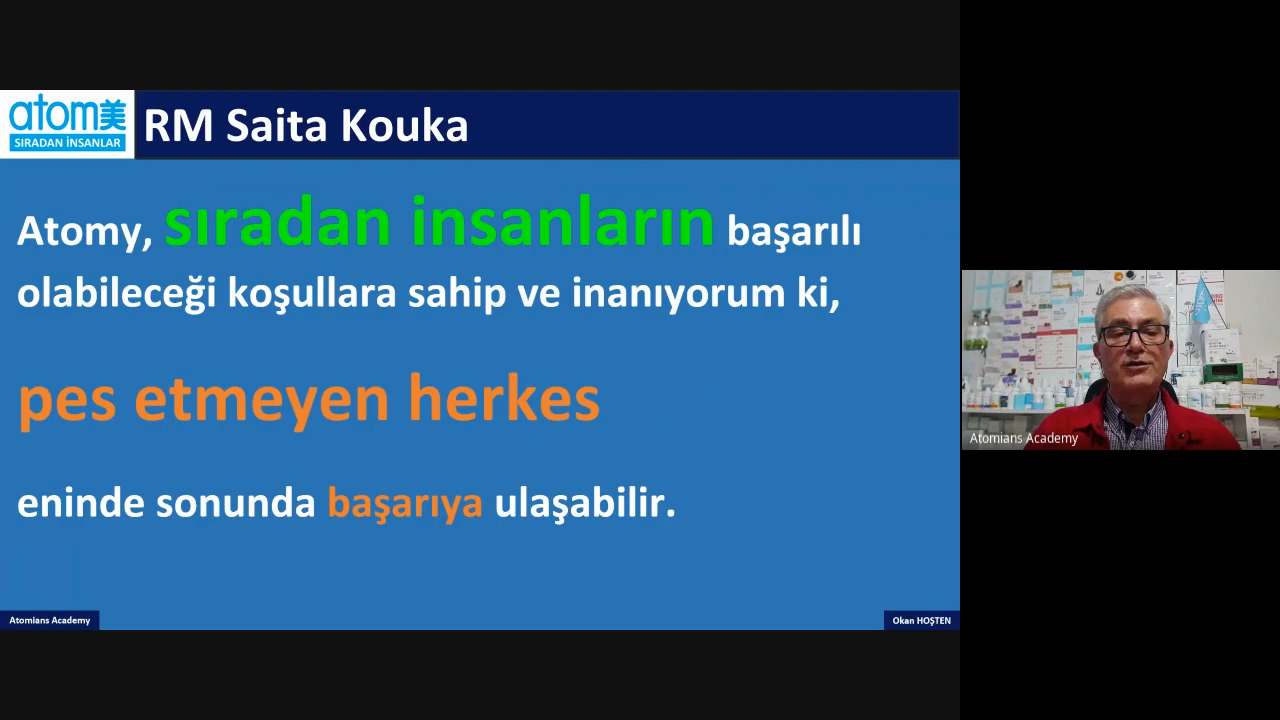 atom美
SIRADAN İNSANLAR
RM Saita Kouka
Atomy, sıradan insanların başarılı
olabileceği koşullara sahip ve inanıyorum ki,
pes etmeyen herkes
eninde sonunda başarıya ulaşabilir.
Atomians Academy
Okan HOŞTEN
Atomians Academy